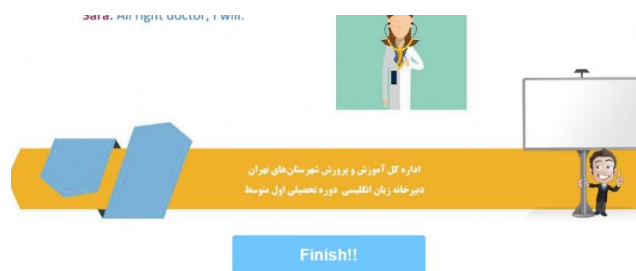 Sara: All right doctor, I will.
اداره کل آموزش و پرورش شهرستان‌های تهران
دبیرخانه زبان انگلیسی دوره تحصیلی اول متوسط
Finish!!